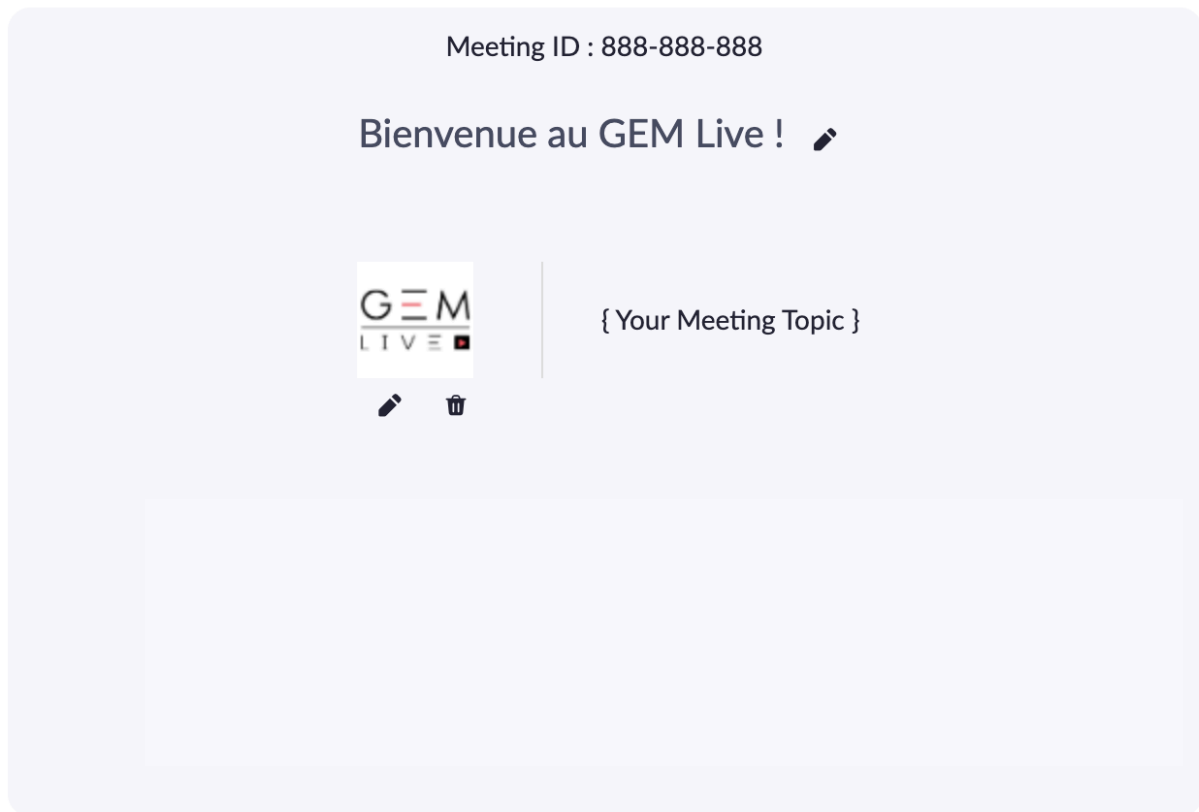 Meeting ID : 888-888-888
Bienvenue au GEM Live !
GEM
LIVE
{ Your Meeting Topic }